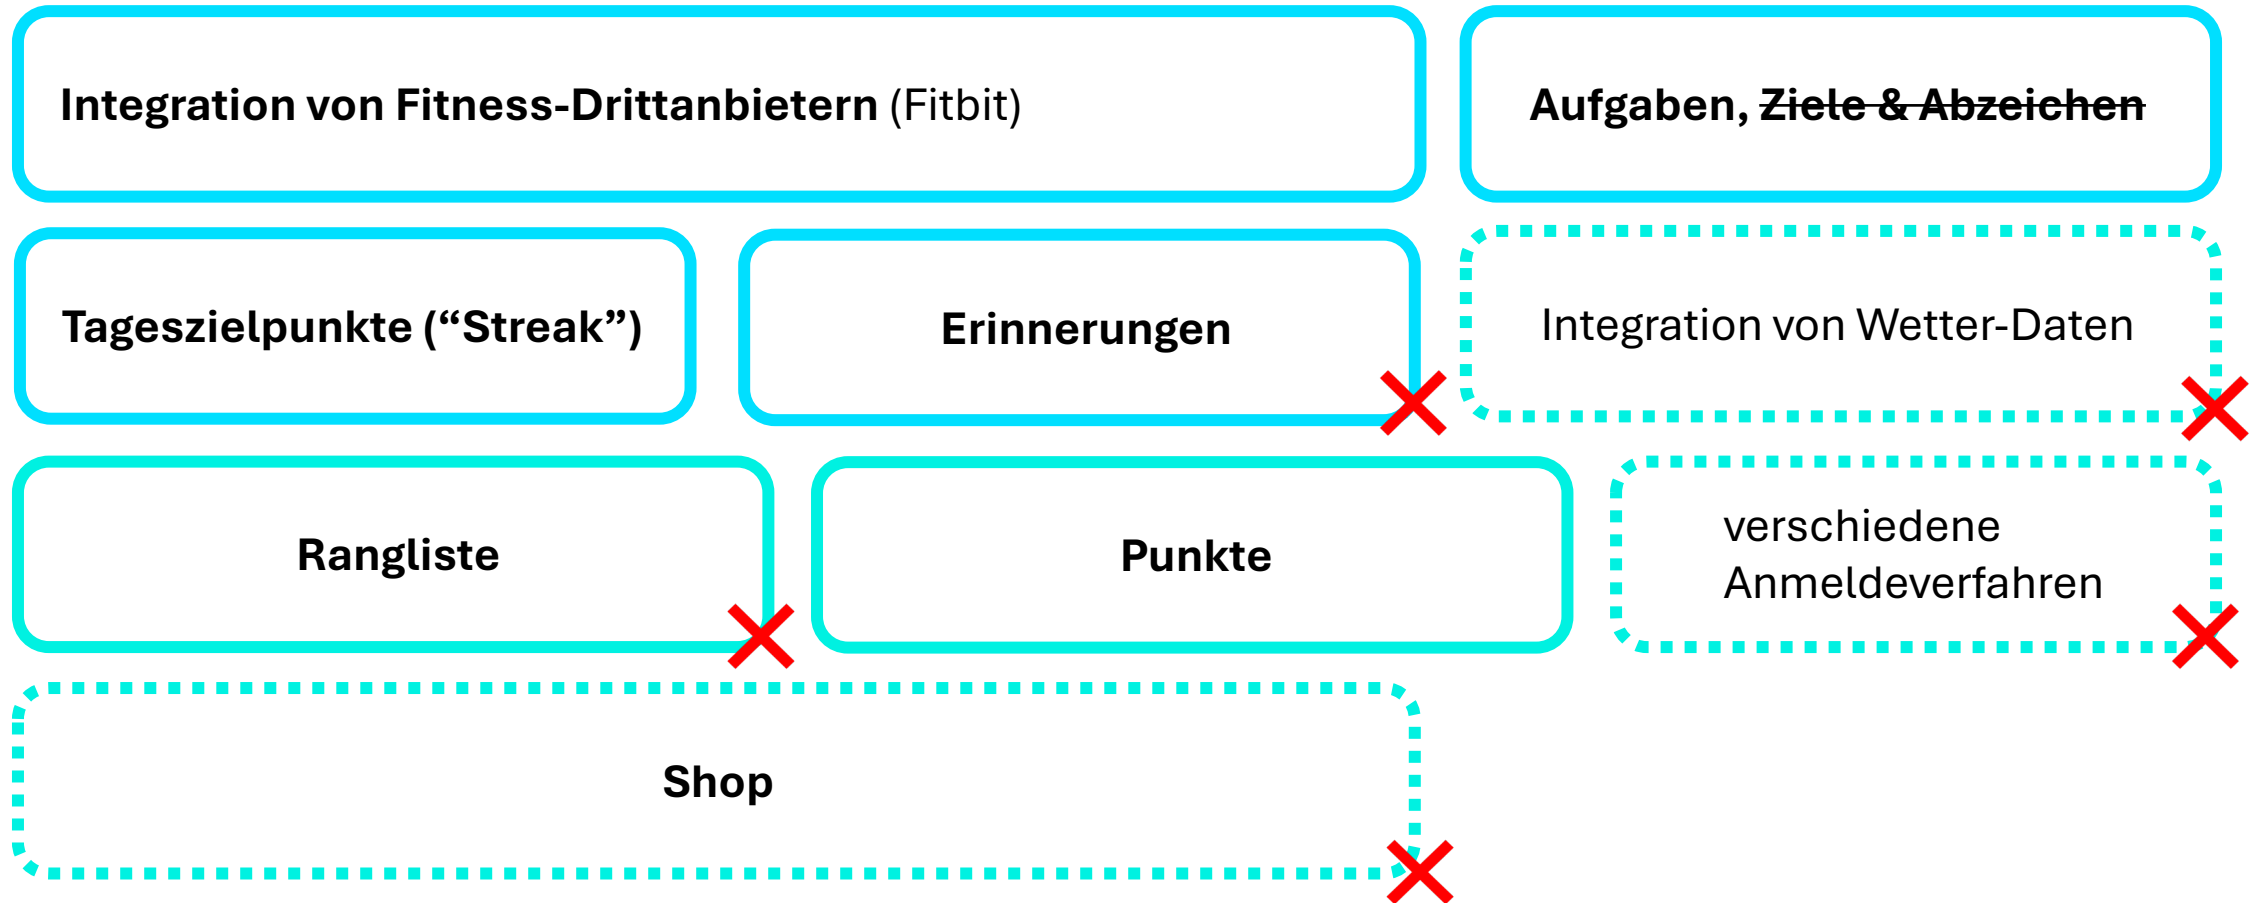 Integration von Fitness-Drittanbietern (Fitbit)
Aufgaben, Ziele & Abzeichen
Tageszielpunkte (“Streak”)
Erinnerungen
Integration von Wetter-Daten
Rangliste
Punkte
verschiedene
Anmeldeverfahren
Shop